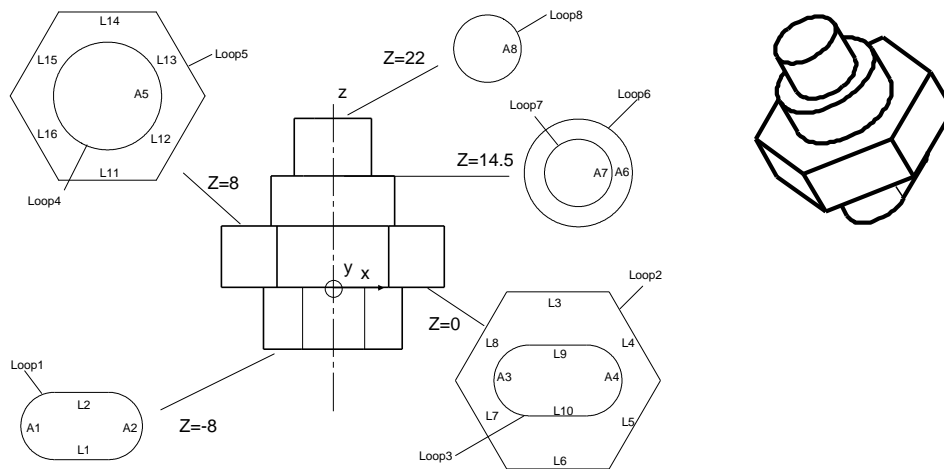 L14
L15
L13
Loop5
A5
L16
L12
L11
Loop4
Z=8
Z=22
Loop8
A8
z
Loop7
Loop6
Z=14.5
A7
A6
y
x
Z=0
Loop2
L3
L8
L4
L9
A3
A4
L10
L7
L5
Loop3
L6
Loop1
L2
A1
A2
L1
Z=-8